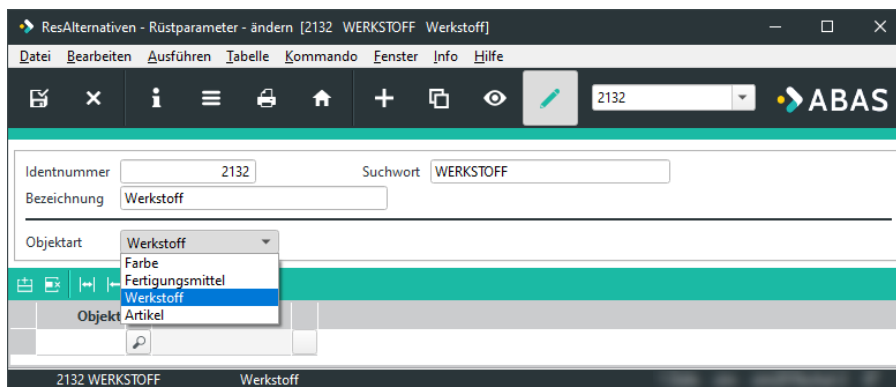 ResAlternativen - Rüstparameter - ändern [2132 WERKSTOFF Werkstoff]
Datei Bearbeiten Ausführen Tabelle Kommando Fenster Info Hilfe
2132 ABAS
Identnummer 2132 Suchwort WERKSTOFF
Bezeichnung Werkstoff
Objektart Werkstoff
Farbe
Fertigungsmittel
Werkstoff
Artikel
Objekt
2132 WERKSTOFF Werkstoff